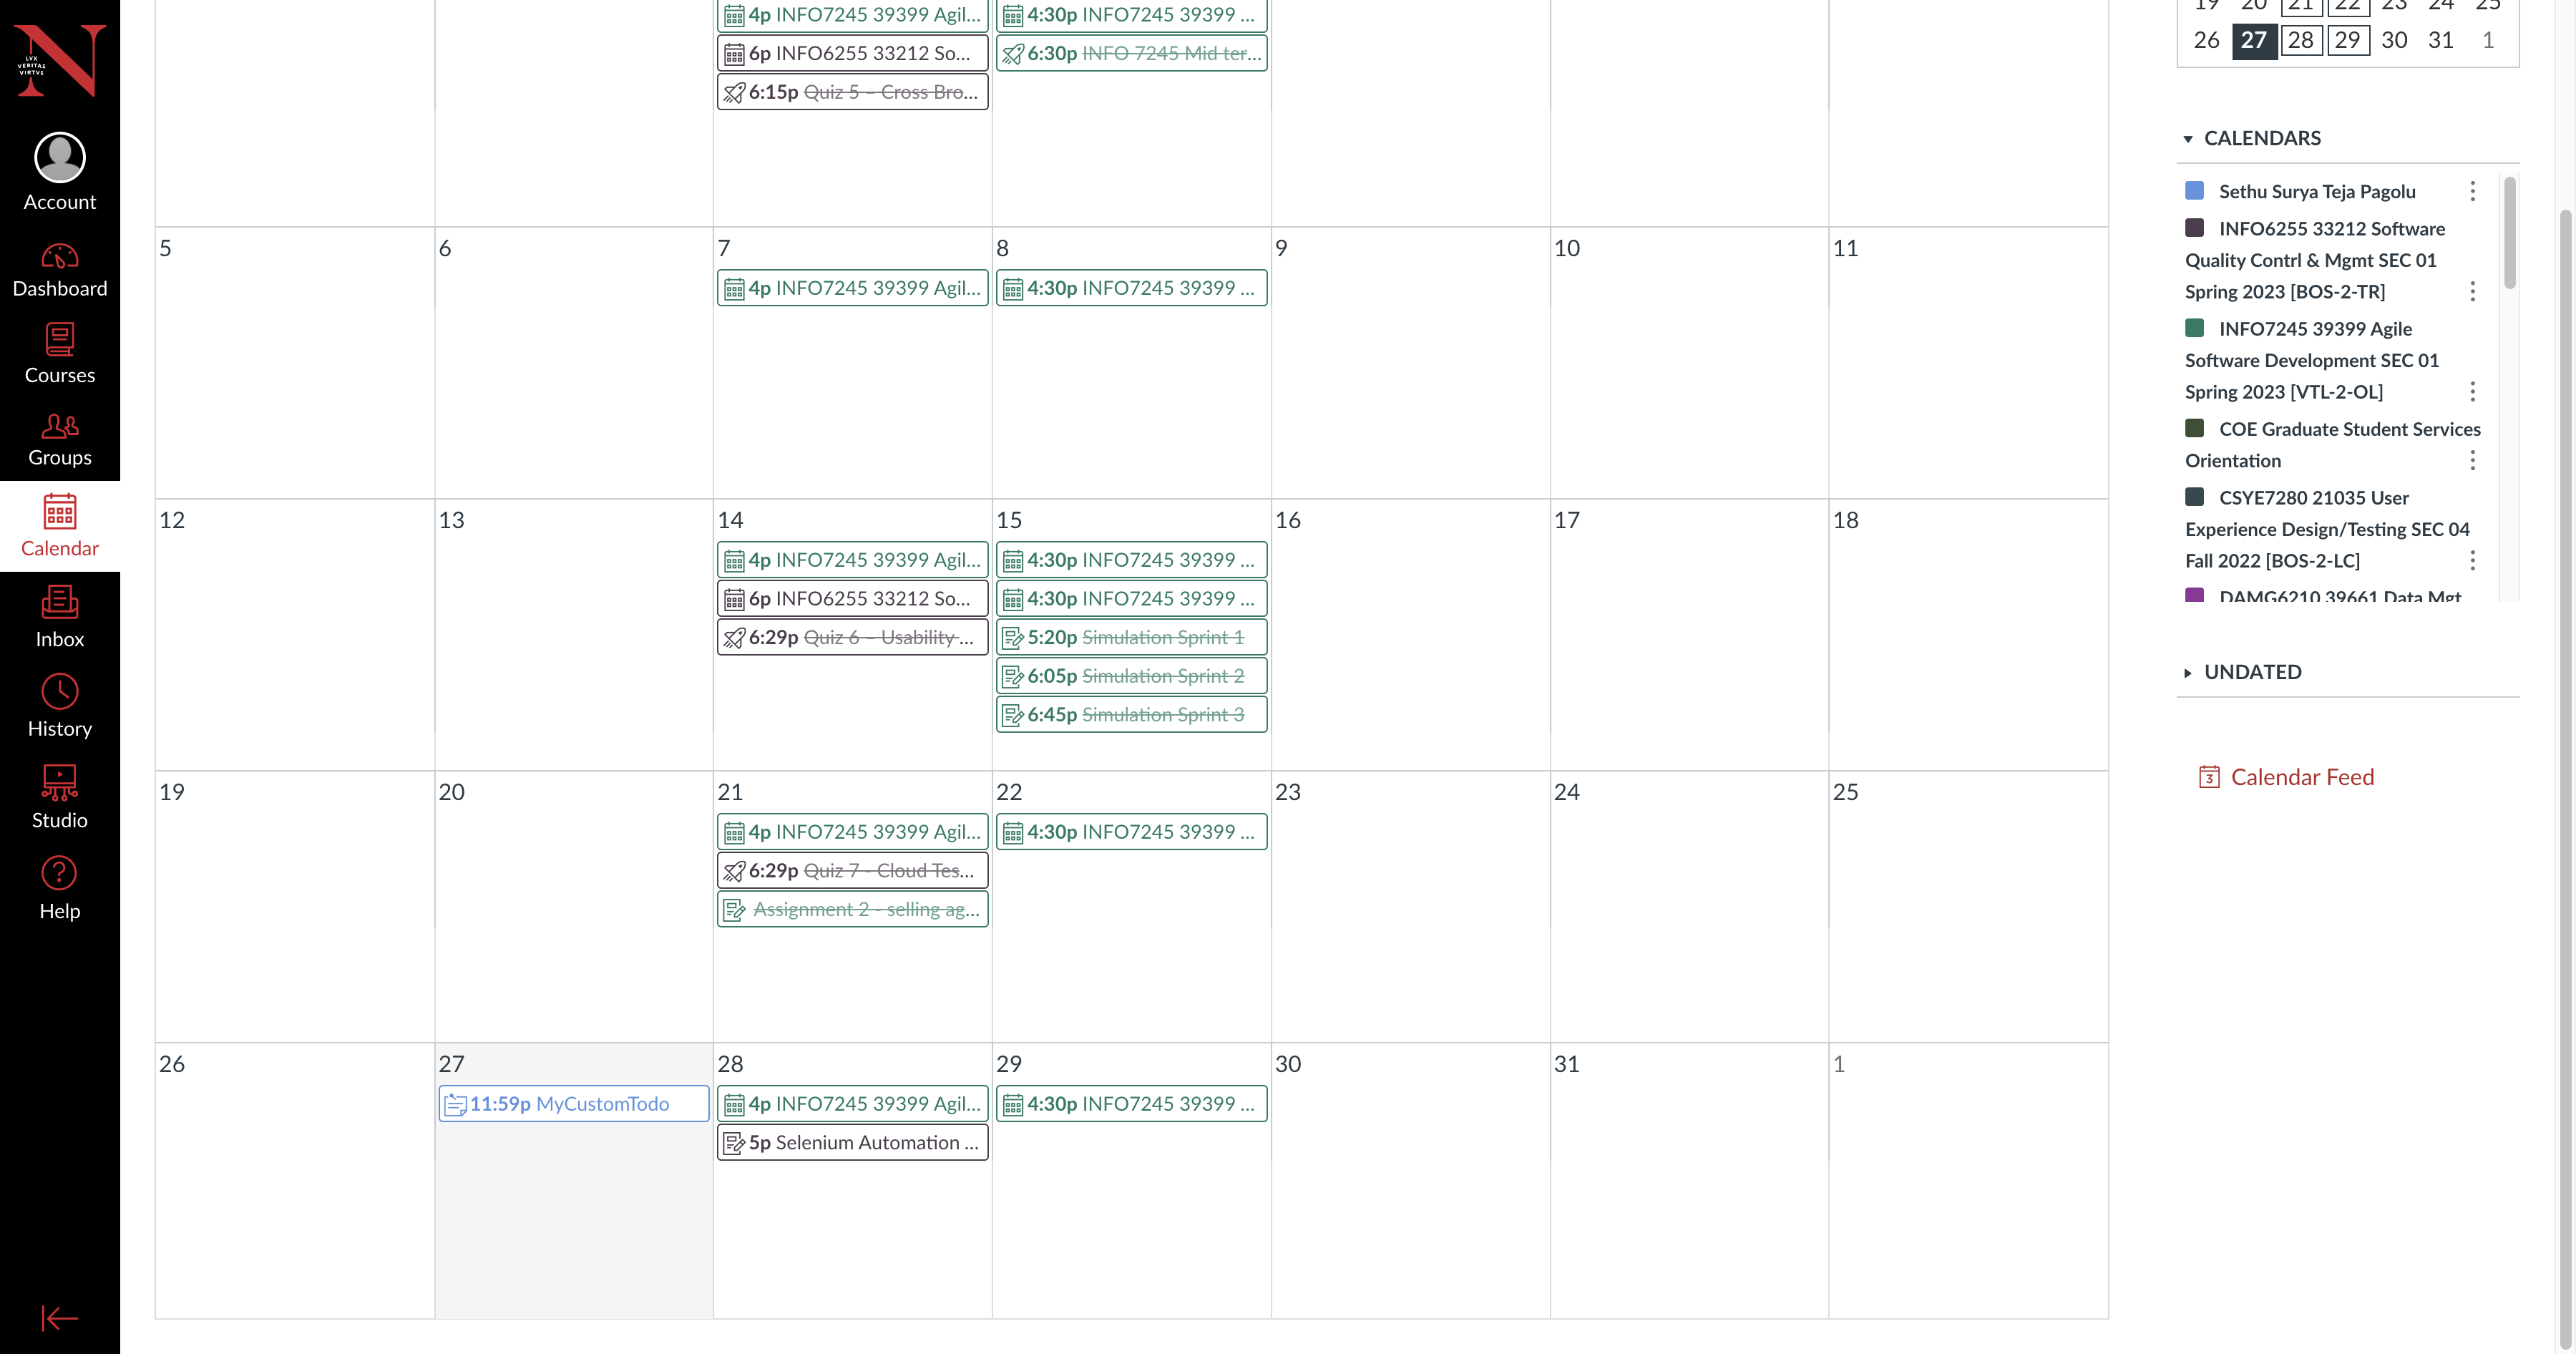 LVX
VERITAS
VIRTVS
Account
Dashboard
Courses
Groups
Calendar
Inbox
History
Studio
Help
4p INFO7245 39399 Agil...
6p INFO6255 33212 So...
6:15p Quiz 5 – Cross Bro...
4:30p INFO7245 39399 ...
6:30p INFO 7245 Mid ter...
5 6 7 8 9 10 11
4p INFO7245 39399 Agil...
4:30p INFO7245 39399 ...
12 13 14 15 16 17 18
4p INFO7245 39399 Agil...
6p INFO6255 33212 So...
6:29p Quiz 6 – Usability ...
4:30p INFO7245 39399 ...
4:30p INFO7245 39399 ...
5:20p Simulation Sprint 1
6:05p Simulation Sprint 2
6:45p Simulation Sprint 3
19 20 21 22 23 24 25
4p INFO7245 39399 Agil...
6:29p Quiz 7 - Cloud Tes...
Assignment 2 - selling ag...
4:30p INFO7245 39399 ...
26 27 28 29 30 31 1
11:59p MyCustomTodo
4p INFO7245 39399 Agil...
5p Selenium Automation ...
4:30p INFO7245 39399 ...
19 20 21 22 23 24 25
26 27 28 29 30 31 1
CALENDARS
Sethu Surya Teja Pagolu
INFO6255 33212 Software
Quality Contrl & Mgmt SEC 01
Spring 2023 [BOS-2-TR]
INFO7245 39399 Agile
Software Development SEC 01
Spring 2023 [VTL-2-OL]
COE Graduate Student Services
Orientation
CSYE7280 21035 User
Experience Design/Testing SEC 04
Fall 2022 [BOS-2-LC]
DAMG6210 39661 Data Mgt
UNDATED
3 Calendar Feed